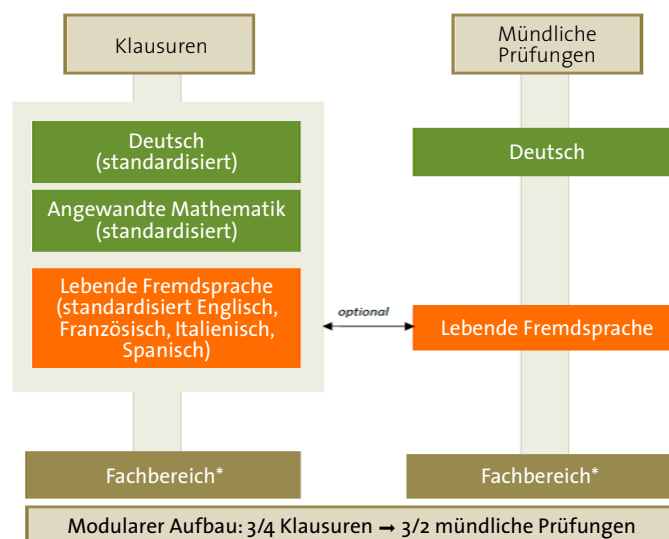 Klausuren
Deutsch
(standardisiert)
Angewandte Mathematik
(standardisiert)
Lebende Fremdsprache
(standardisiert Englisch,
Französisch, Italienisch,
Spanisch)
Fachbereich*
optional
Mündliche
Prüfungen
Deutsch
Lebende Fremdsprache
Fachbereich*
Modularer Aufbau: 3/4 Klausuren → 3/2 mündliche Prüfungen